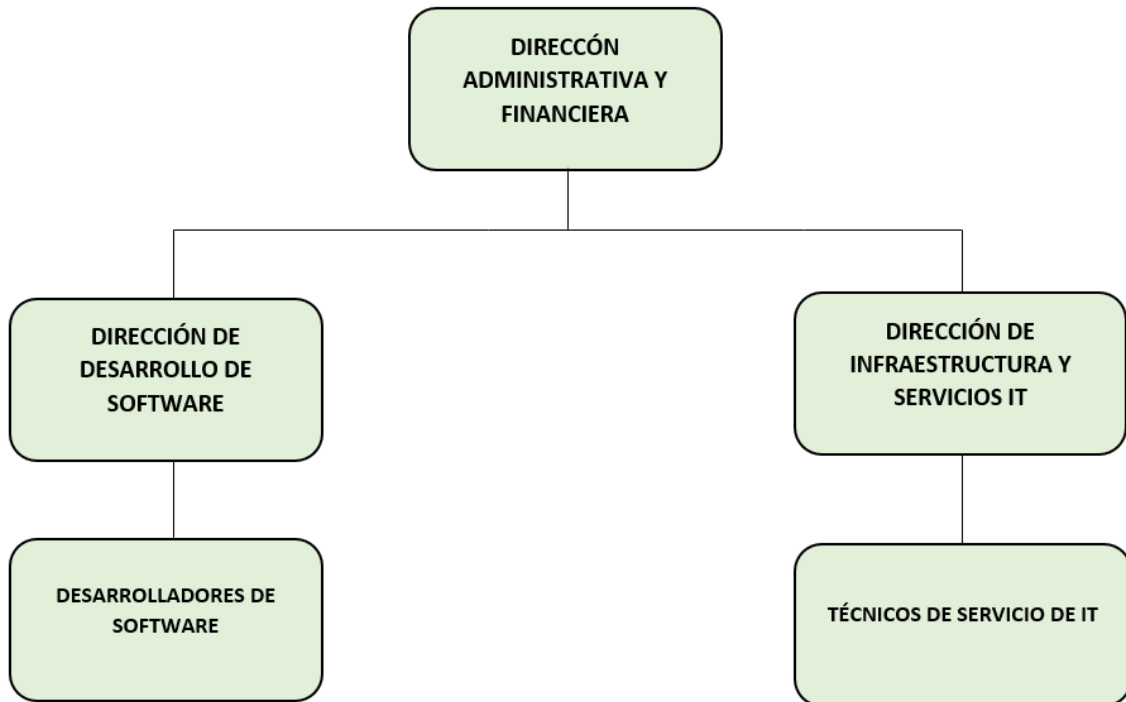 DIRECCÓN
ADMINISTRATIVA Y
FINANCIERA
DIRECCIÓN DE
DESARROLLO DE
SOFTWARE
DIRECCIÓN DE
INFRAESTRUCTURA Y
SERVICIOS IT
DESARROLLADORES DE
SOFTWARE
TÉCNICOS DE SERVICIO DE IT